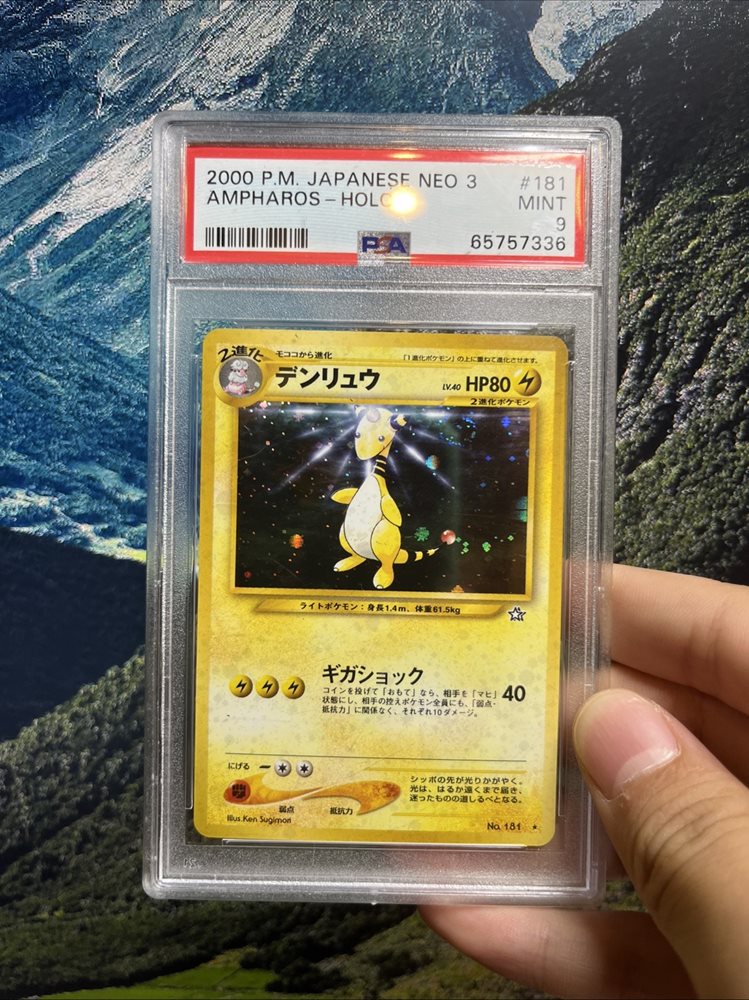 2000 P.M. JAPANESE NEO 3 #181
AMPHAROS-HOLO MINT
9
PSA 65757336
2進化
モココから進化
「1進化ポケモン」の上に重ねて進化させます。
デンリュウ LV.40 HP80
2進化ポケモン
ライトポケモン:身長1.4m、体重61.5kg
ギガショック
コインを投げて「おもて」なら、相手を「マヒ」
状態にし、相手の控えポケモン全員にも、「弱点・
抵抗力」に関係なく、それぞれ10ダメージ。
40
にげる
弱点 抵抗力
シッポの先が光りかがやく。
光は、はるか遠くまで届き、
迷ったものの道しるべとなる。
Illus.Ken Sugimori
No. 181 ★